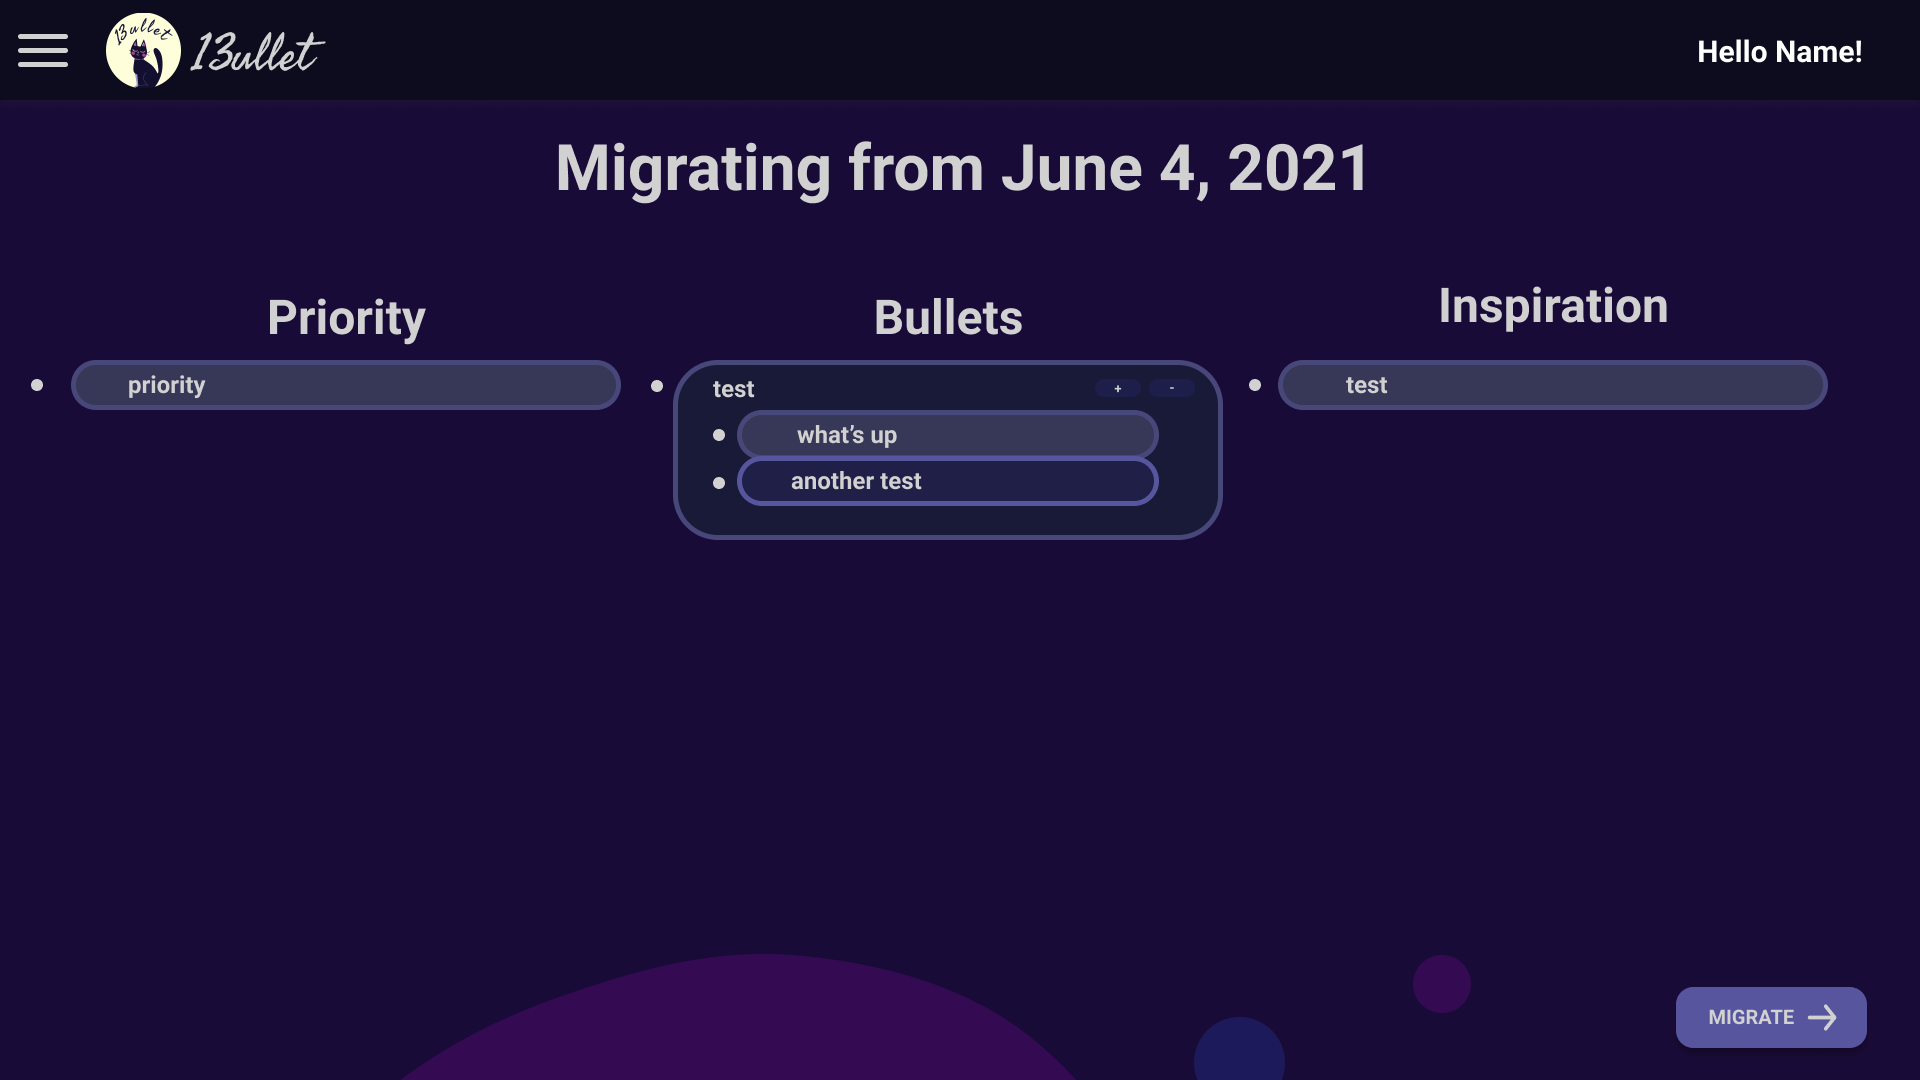 13ullet
13ullet
Hello Name!
Migrating from June 4, 2021
Priority
priority
Bullets
test
+ -
what’s up
another test
Inspiration
test
MIGRATE